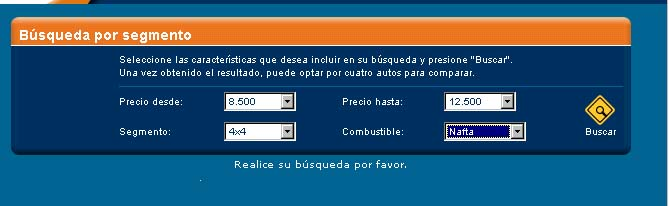 Búsqueda por segmento
Seleccione las características que desea incluir en su búsqueda y presione "Buscar".
Una vez obtenido el resultado, puede optar por cuatro autos para comparar.
Precio desde: 8.500 Precio hasta: 12.500
Segmento: 4x4 Combustible: Nafta
Buscar
Realice su búsqueda por favor.